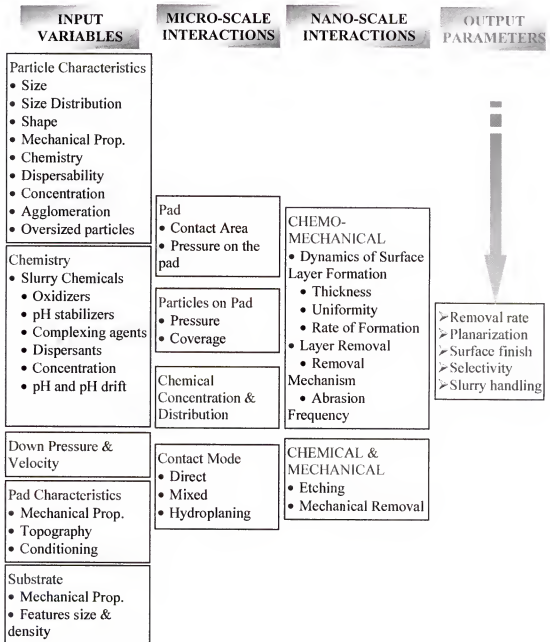 INPUT
VARIABLES
MICRO-SCALE
INTERACTIONS
NANO-SCALE
INTERACTIONS
OUTPUT
PARAMETERS
Particle Characteristics
• Size
• Size Distribution
• Shape
• Mechanical Prop.
• Chemistry
• Dispersability
• Concentration
• Agglomeration
• Oversized particles
Chemistry
• Slurry Chemicals
• Oxidizers
• pH stabilizers
• Complexing agents
• Dispersants
• Concentration
• pH and pH drift
Down Pressure &
Velocity
Pad Characteristics
• Mechanical Prop.
• Topography
• Conditioning
Substrate
• Mechanical Prop.
• Features size &
density
Pad
• Contact Area
• Pressure on the
pad
Particles on Pad
• Pressure
• Coverage
Chemical
Concentration &
Distribution
Contact Mode
• Direct
• Mixed
• Hydroplaning
CHEMO-
MECHANICAL
• Dynamics of Surface
Layer Formation
• Thickness
• Uniformity
• Rate of Formation
• Layer Removal
• Removal
Mechanism
• Abrasion
Frequency
CHEMICAL &
MECHANICAL
• Etching
• Mechanical Removal
➢Removal rate
➢Planarization
➢Surface finish
➢Selectivity
➢Slurry handling